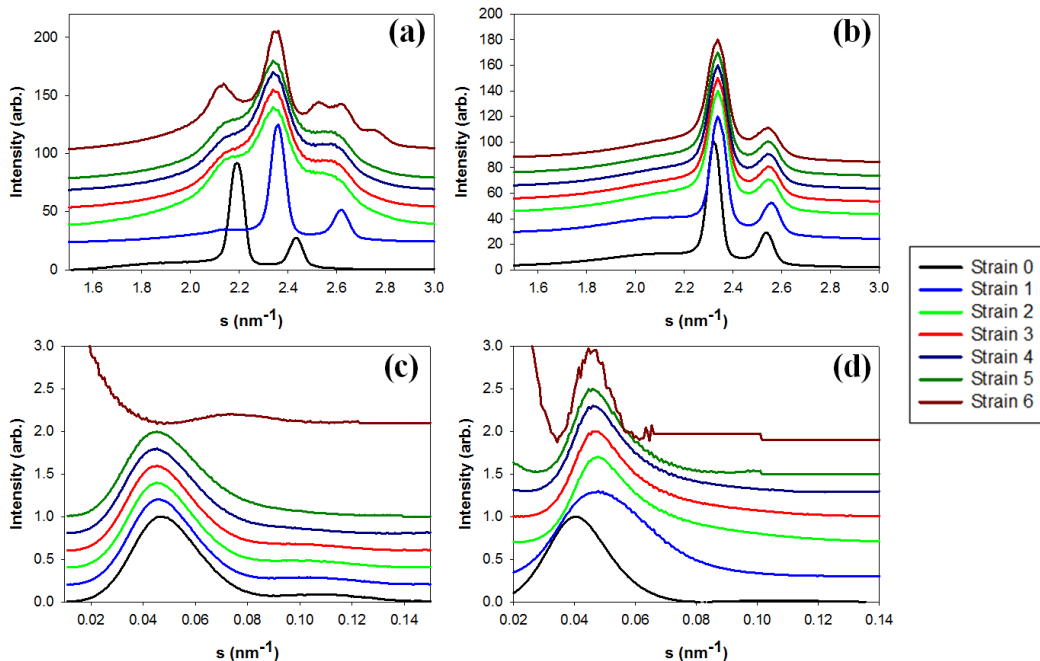 (a)
Intensity (arb.)
200
150
100
50
0
1.6 1.8 2.0 2.2 2.4 2.6 2.8 3.0
s (nm-1)
(b)
Intensity (arb.)
200
180
160
140
120
100
80
60
40
20
0
1.6 1.8 2.0 2.2 2.4 2.6 2.8 3.0
s (nm-1)
(c)
Intensity (arb.)
3.0
2.5
2.0
1.5
1.0
0.5
0.0
0.02 0.04 0.06 0.08 0.10 0.12 0.14
s (nm-1)
(d)
Intensity (arb.)
3.0
2.5
2.0
1.5
1.0
0.5
0.0
0.02 0.04 0.06 0.08 0.10 0.12 0.14
s (nm-1)
Strain 0
Strain 1
Strain 2
Strain 3
Strain 4
Strain 5
Strain 6